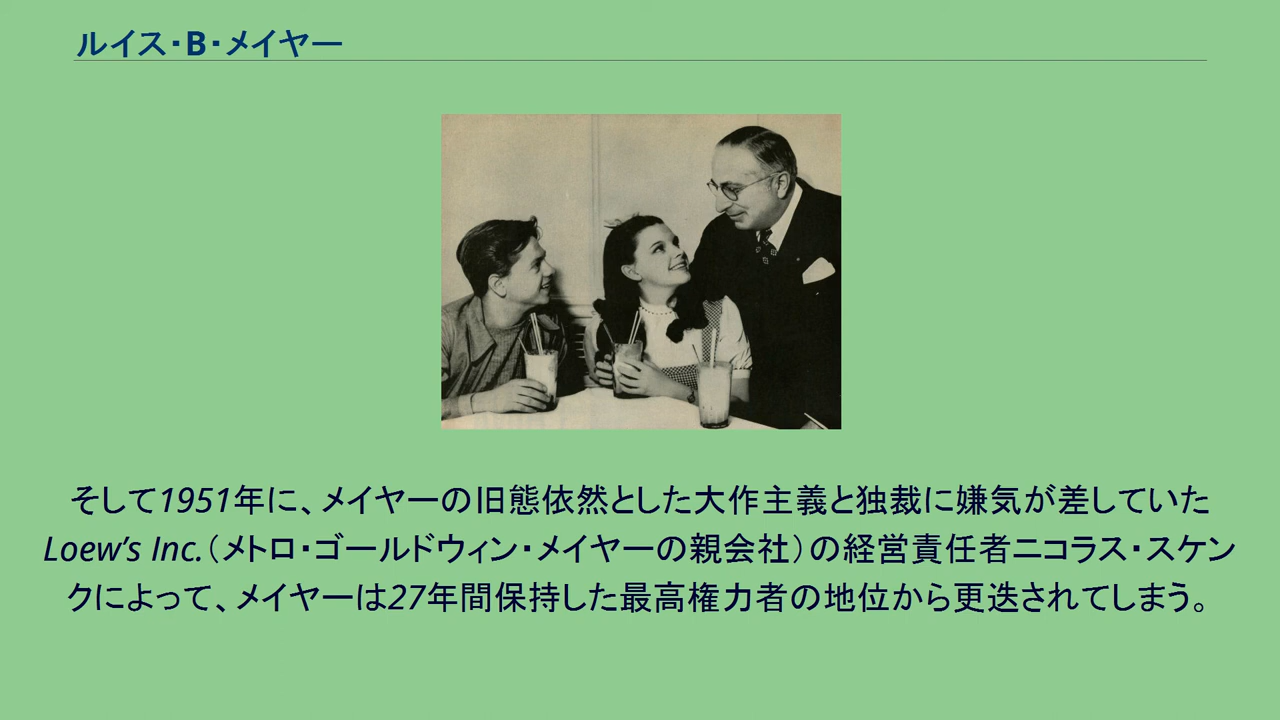 ルイス・B・メイヤー
そして1951年に、メイヤーの旧態依然とした大作主義と独裁に嫌気が差していた
Loew’s Inc.（メトロ・ゴールドウィン・メイヤーの親会社）の経営責任者ニコラス・スケン
クによって、メイヤーは27年間保持した最高権力者の地位から更迭されてしまう。